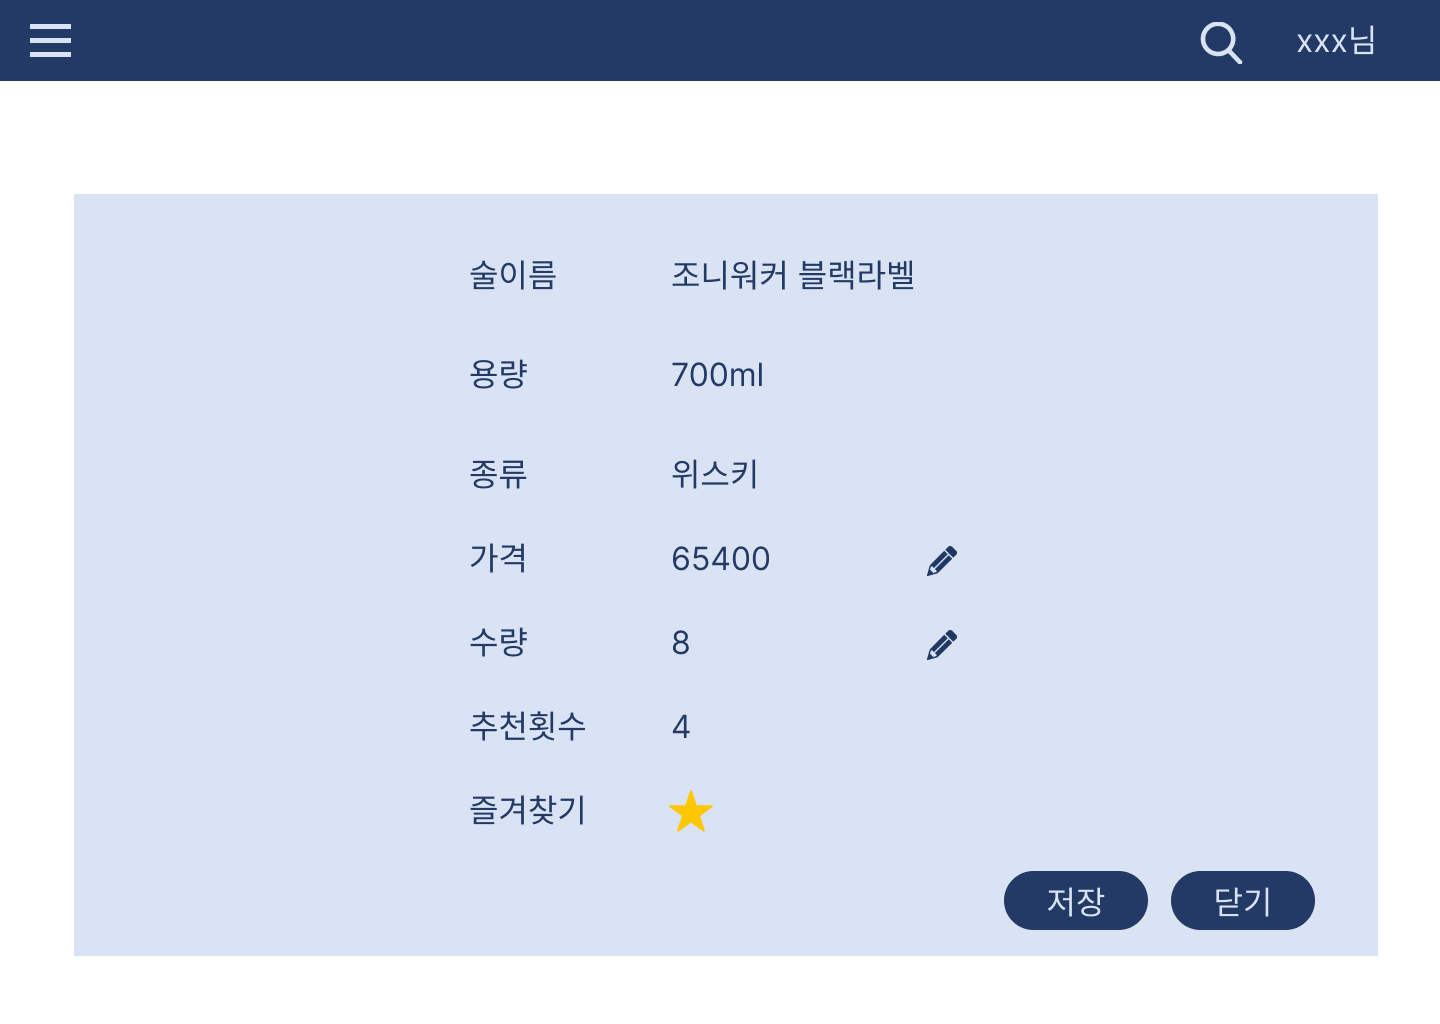 xxx님
술이름 조니워커 블랙라벨
용량 700ml
종류 위스키
가격 65400
수량 8
추천횟수 4
즐겨찾기
저장 닫기